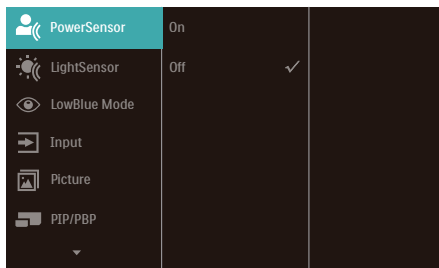 PowerSensor
On
LightSensor
Off
LowBlue Mode
Input
Picture
PIP/PBP